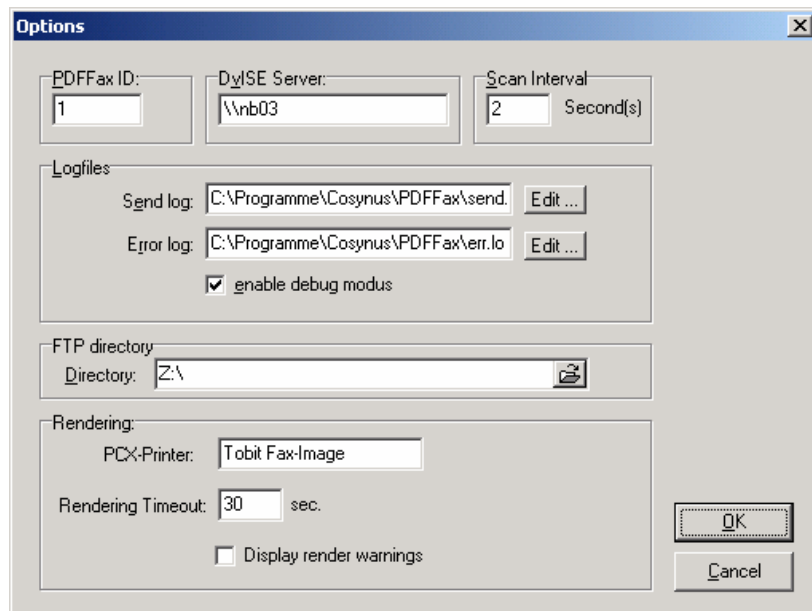 Options
PDFFax ID: DvISE Server: Scan Interval
1 \\nb03 2 Second(s)
Logfiles
Send log: C:\Programme\Cosynus\PDFFax\send. Edit ...
Error log: C:\Programme\Cosynus\PDFFax\err.lo Edit ...
enable debug modus
FTP directory
Directory: Z:\
Rendering:
PCX-Printer: Tobit Fax-Image
Rendering Timeout: 30 sec.
OK
Display render warnings
Cancel